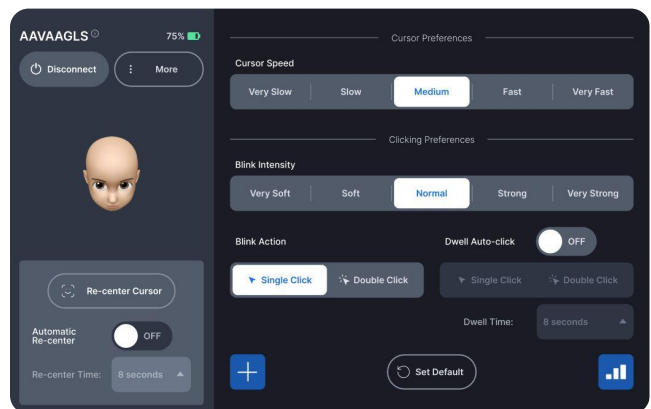 AAVAAGLS
75%
Disconnect
More
Re-center Cursor
Automatic
Re-center
OFF
Re-center Time:
8 seconds
Cursor Preferences
Cursor Speed
Very Slow Slow Medium Fast Very Fast
Clicking Preferences
Blink Intensity
Very Soft Soft Normal Strong Very Strong
Blink Action
Single Click Double Click
Dwell Auto-click OFF
Single Click Double Click
Dwell Time: 8 seconds
Set Default